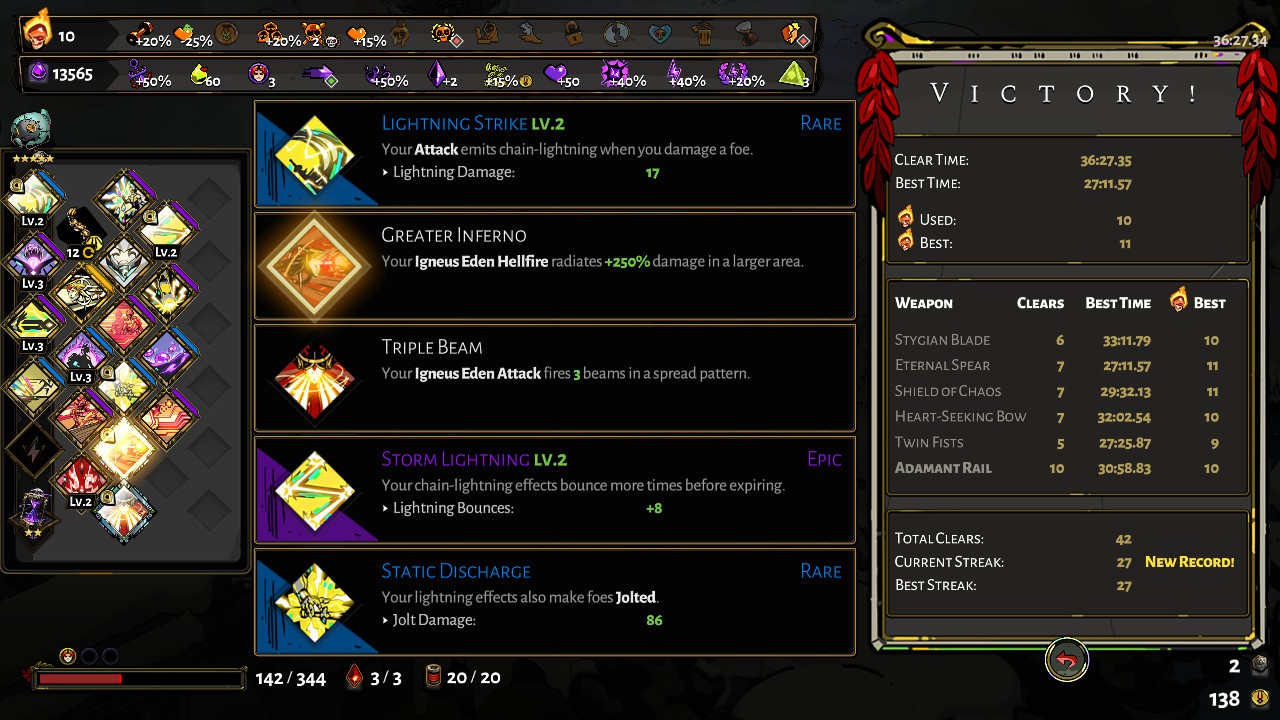 10
+20%
-25%
+20%
2
+15%
36:27.34
13565
+50%
60
3
+50%
+2
+15%
+50
+40%
+40%
+20%
3
VICTORY!
LIGHTNING STRIKE LV.2 RARE
Your Attack emits chain-lightning when you damage a foe.
Lightning Damage: 17
GREATER INFERNO
Your Igneus Eden Hellfire radiates +250% damage in a larger area.
TRIPLE BEAM
Your Igneus Eden Attack fires 3 beams in a spread pattern.
STORM LIGHTNING LV.2 EPIC
Your chain-lightning effects bounce more times before expiring.
Lightning Bounces: +8
STATIC DISCHARGE RARE
Your lightning effects also make foes Jolted.
Jolt Damage: 86
Lv.2
12
Lv.2
Lv.3
Lv.3
Lv.3
Lv.2
CLEAR TIME: 36:27.35
BEST TIME: 27:11.57
USED: 10
BEST: 11
WEAPON CLEARS BEST TIME BEST
STYGIAN BLADE 6 33:11.79 10
ETERNAL SPEAR 7 27:11.57 11
SHIELD OF CHAOS 7 29:32.13 11
HEART-SEEKING BOW 7 32:02.54 10
TWIN FISTS 5 27:25.87 9
ADAMANT RAIL 10 30:58.83 10
TOTAL CLEARS: 42
CURRENT STREAK: 27 NEW RECORD!
BEST STREAK: 27
142/344 3/3 20/20
2
138